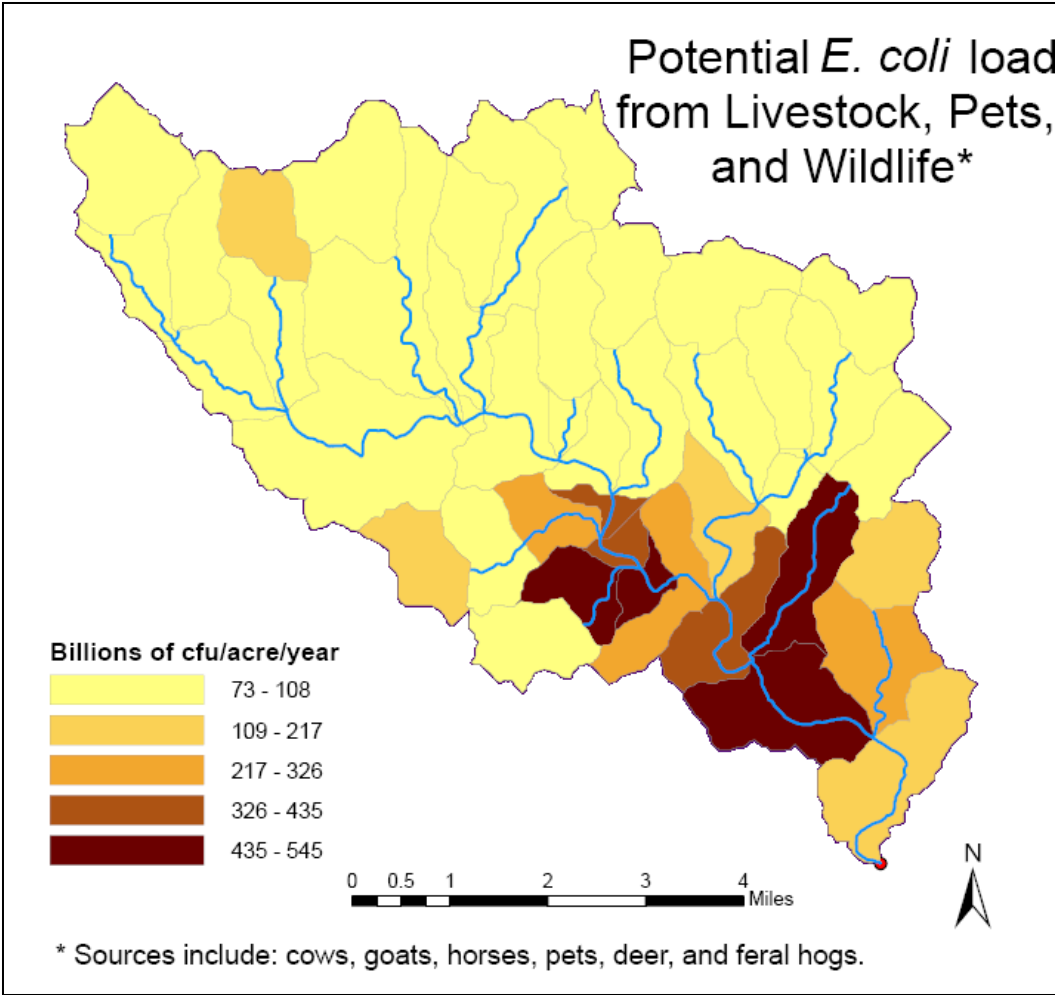 Potential E. coli load
from Livestock, Pets,
and Wildlife*
Billions of cfu/acre/year
73 - 108
109 - 217
217 - 326
326 - 435
435 - 545
0 0.5 1 2 3 4
Miles
N
* Sources include: cows, goats, horses, pets, deer, and feral hogs.